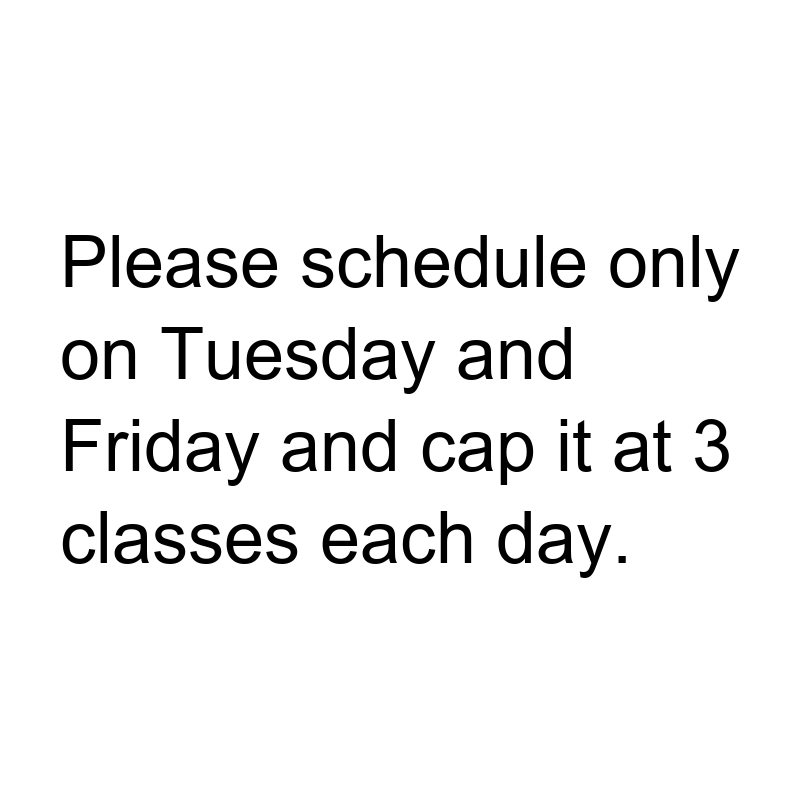 Please schedule only
on Tuesday and
Friday and cap it at 3
classes each day.